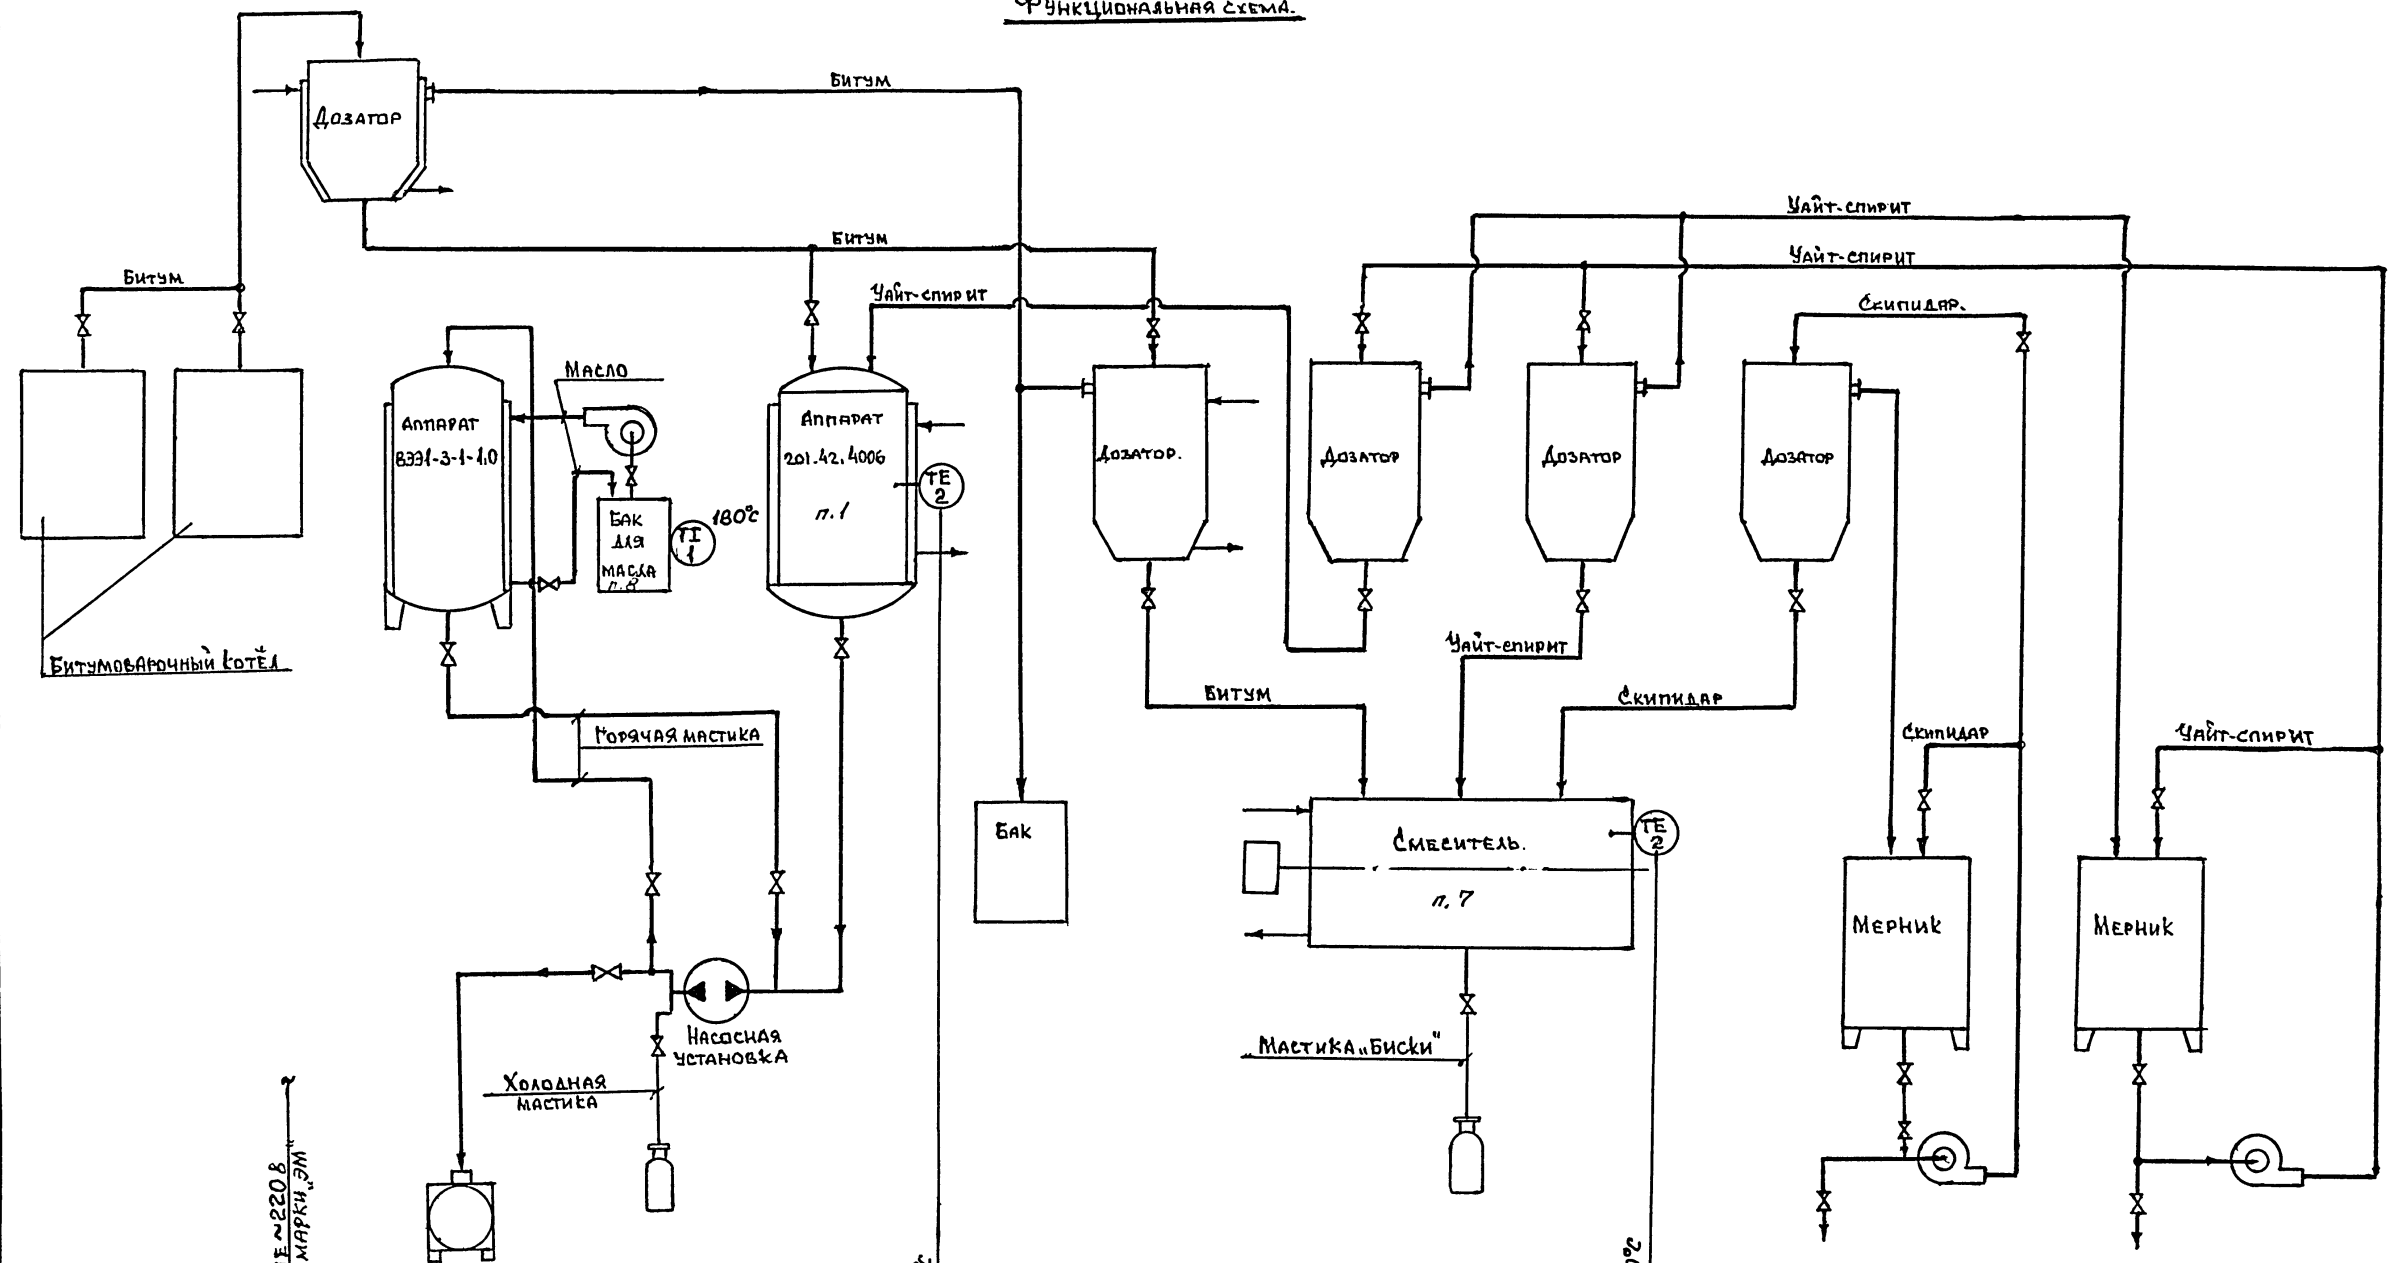 Функциональная схема.
Битум
Дозатор
Уайт-спирит
Битум
Уайт-спирит
Битум
Уайт-спирит
Скипидар.
Масло
Аппарат
ВЭЭ1-3-1-1,0
Аппарат
201.42.4006
п.1
TE
2
Дозатор.
Дозатор
Дозатор
Дозатор
180°С
Бак
для
масла
п.8
TI
1
Битумоварочный котёл
Уайт-спирит
Битум
Скипидар
Горячая мастика
Скипидар
Уайт-спирит
Бак
Смеситель.
п.7
TE
2
Мерник
Мерник
Насосная
установка
Мастика „Биски"
Холодная
мастика
~220В
марки „ЭМ"